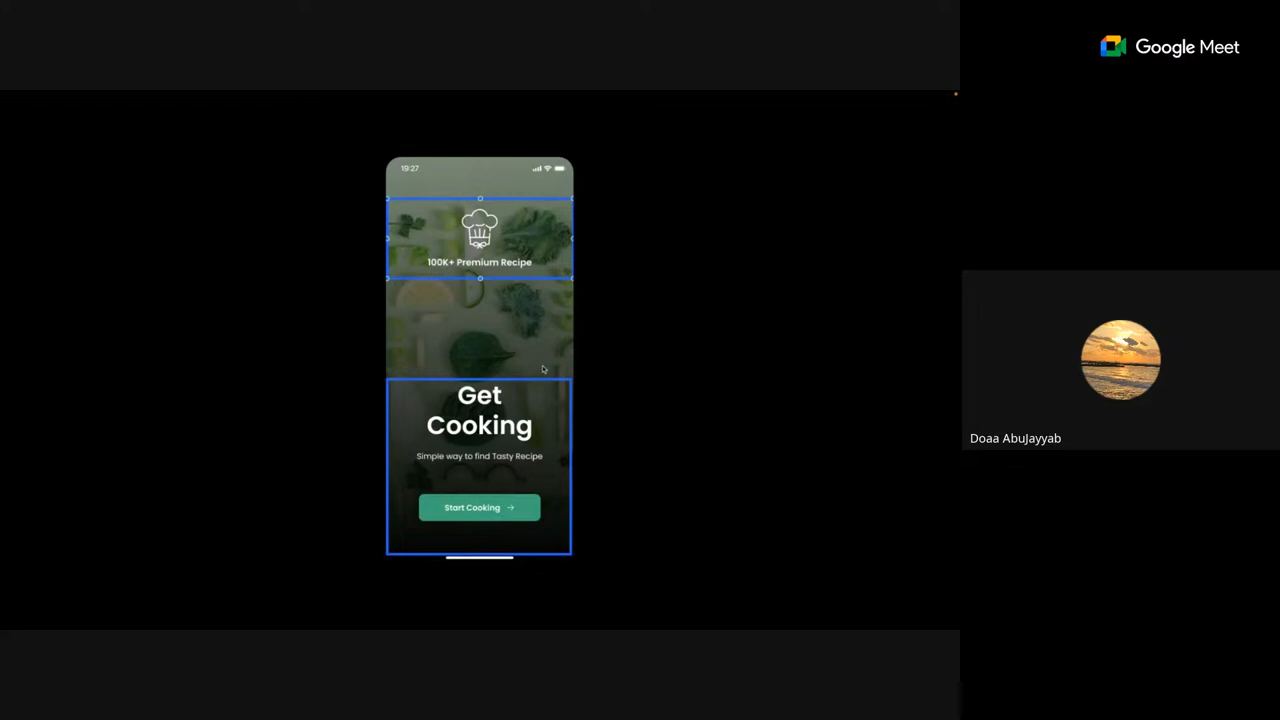 Google Meet
19:27
100K+ Premium Recipe
Get
Cooking
Simple way to find Tasty Recipe
Start Cooking →
Doaa AbuJayyab